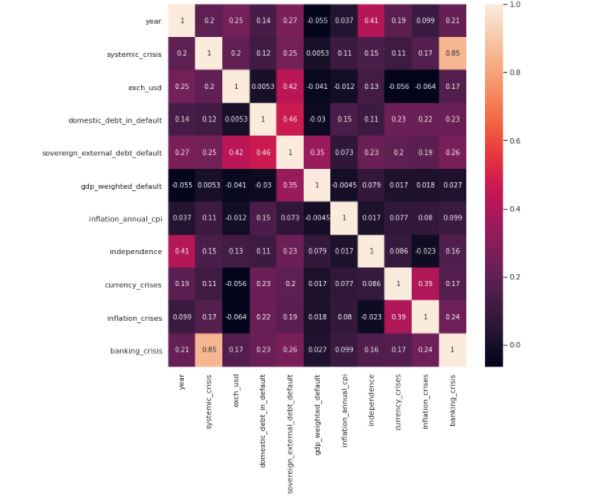 year 1 0.2 0.25 0.14 0.27 -0.055 0.037 0.41 0.19 0.099 0.21
systemic_crisis 0.2 1 0.2 0.12 0.25 0.0053 0.11 0.15 0.11 0.17 0.85
exch_usd 0.25 0.2 1 0.0053 0.42 -0.041 -0.012 0.13 -0.056 -0.064 0.17
domestic_debt_in_default 0.14 0.12 0.0053 1 0.46 -0.03 0.15 0.11 0.23 0.22 0.23
sovereign_external_debt_default 0.27 0.25 0.42 0.46 1 0.35 0.073 0.23 0.2 0.19 0.26
gdp_weighted_default -0.055 0.0053 -0.041 -0.03 0.35 1 -0.0045 0.079 0.017 0.018 0.027
inflation_annual_cpi 0.037 0.11 -0.012 0.15 0.073 -0.0045 1 0.017 0.077 0.08 0.099
independence 0.41 0.15 0.13 0.11 0.23 0.079 0.017 1 0.086 -0.023 0.16
currency_crises 0.19 0.11 -0.056 0.23 0.2 0.017 0.077 0.086 1 0.39 0.17
inflation_crises 0.099 0.17 -0.064 0.22 0.19 0.018 0.08 -0.023 0.39 1 0.24
banking_crisis 0.21 0.85 0.17 0.23 0.26 0.027 0.099 0.16 0.17 0.24 1
year
systemic_crisis
exch_usd
domestic_debt_in_default
sovereign_external_debt_default
gdp_weighted_default
inflation_annual_cpi
independence
currency_crises
inflation_crises
banking_crisis
1.0
0.8
0.6
0.4
0.2
0.0